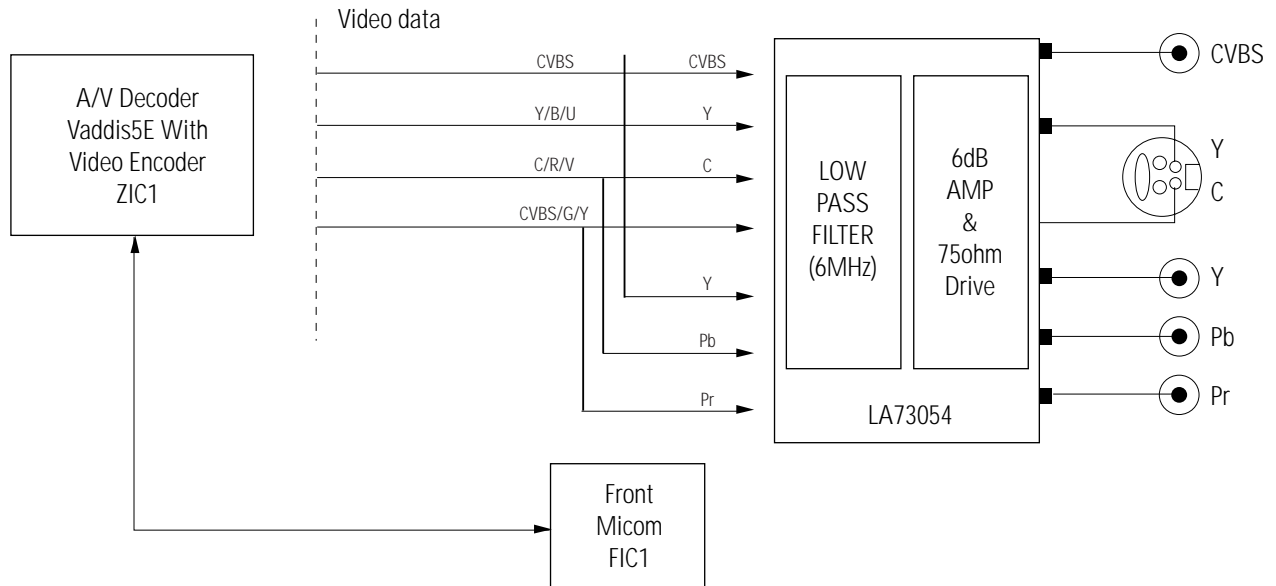 Video data
A/V Decoder
Vaddis5E With
Video Encoder
ZIC1
CVBS
CVBS
Y/B/U
Y
C/R/V
C
CVBS/G/Y
Y
Pb
Pr
LOW
PASS
FILTER
(6MHz)
6dB
AMP
&
75ohm
Drive
LA73054
CVBS
Y
C
Y
Pb
Pr
Front
Micom
FIC1